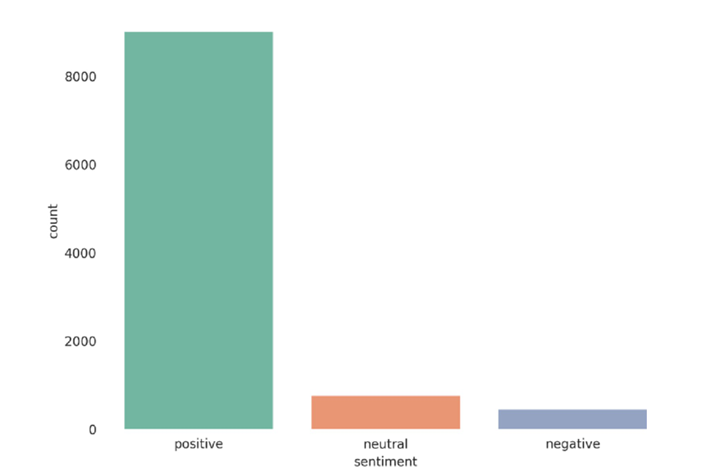 8000
6000
4000
2000
0
count
positive
neutral
negative
sentiment